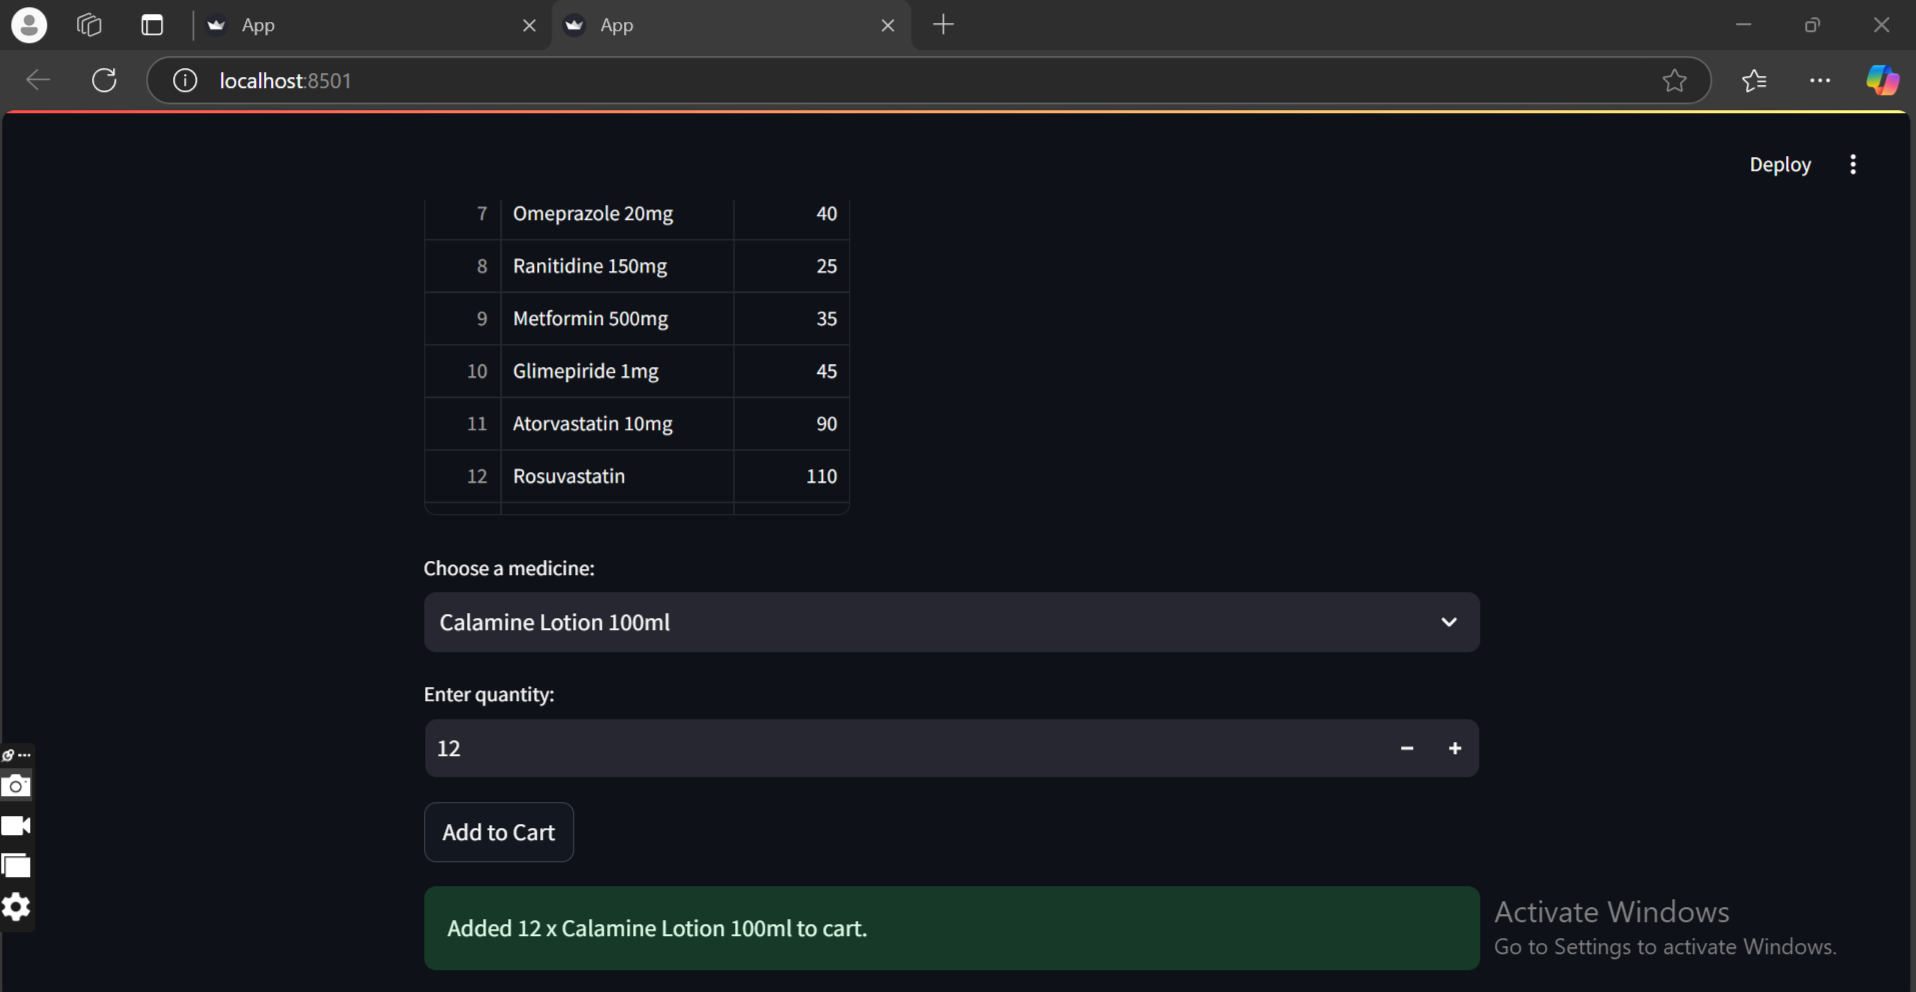 App
App
localhost:8501
Deploy
7 Omeprazole 20mg 40
8 Ranitidine 150mg 25
9 Metformin 500mg 35
10 Glimepiride 1mg 45
11 Atorvastatin 10mg 90
12 Rosuvastatin 110
Choose a medicine:
Calamine Lotion 100ml
Enter quantity:
12
Add to Cart
Added 12 x Calamine Lotion 100ml to cart.
Activate Windows
Go to Settings to activate Windows.